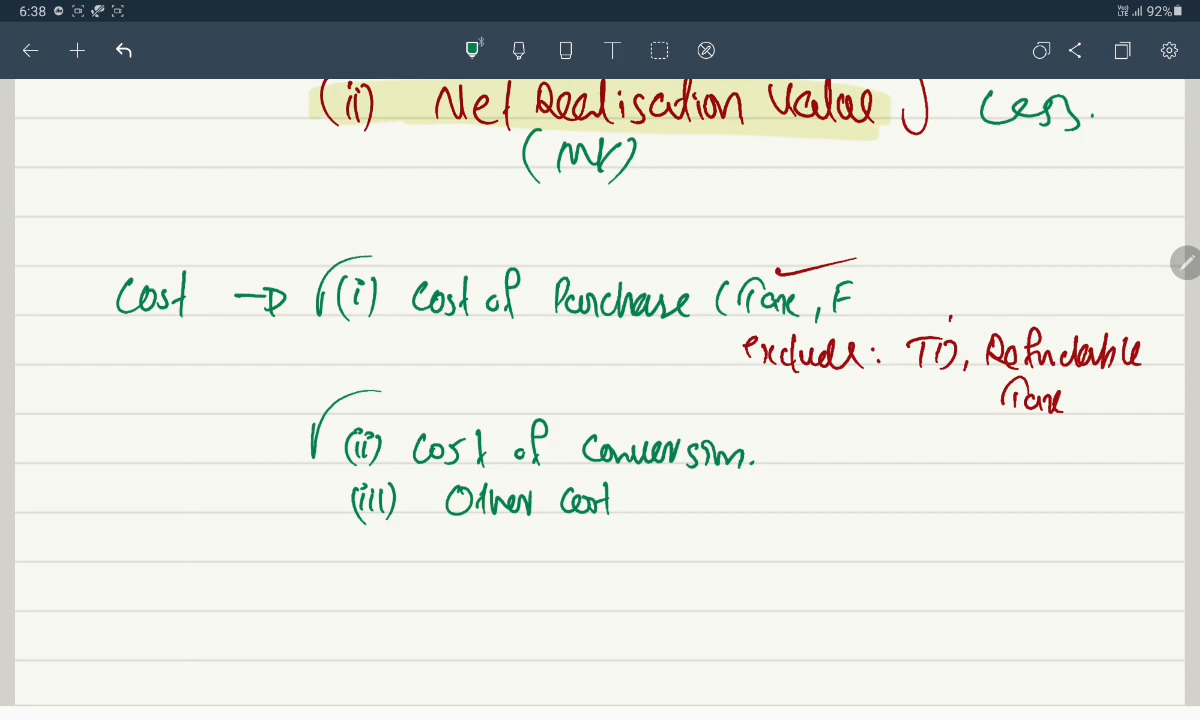 6:38 92%
(ii) Net Realisation Value } Less.
(MV)
Cost → (i) Cost of Purchase (Tax, F
exclude: TD, Refundable
Tax
(ii) Cost of Conversion.
(iii) Other Cost